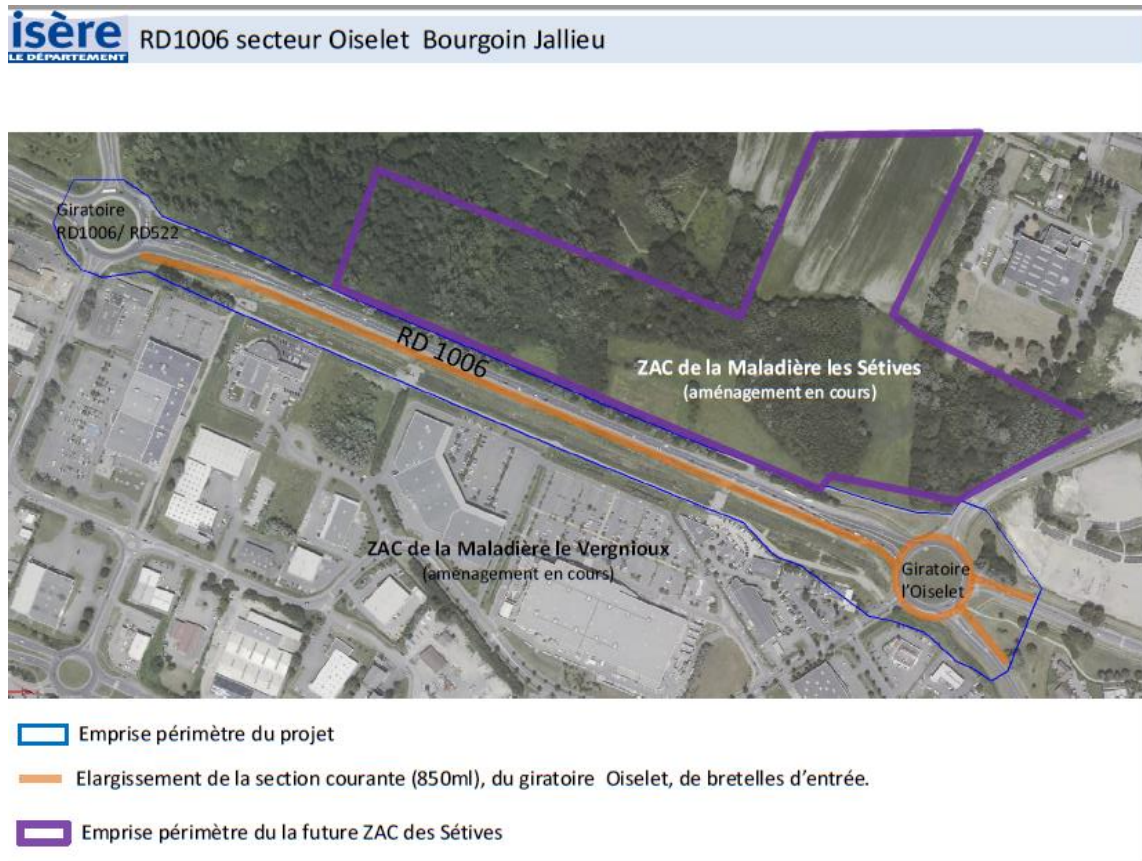 isère
LE DÉPARTEMENT
RD1006 secteur Oiselet Bourgoin Jallieu
Giratoire
RD1006/ RD522
RD 1006
ZAC de la Maladière les Sétives
(aménagement en cours)
ZAC de la Maladière le Vergnioux
(aménagement en cours)
Giratoire
l'Oiselet
Emprise périmètre du projet
Elargissement de la section courante (850ml), du giratoire Oiselet, de bretelles d'entrée.
Emprise périmètre du la future ZAC des Sétives